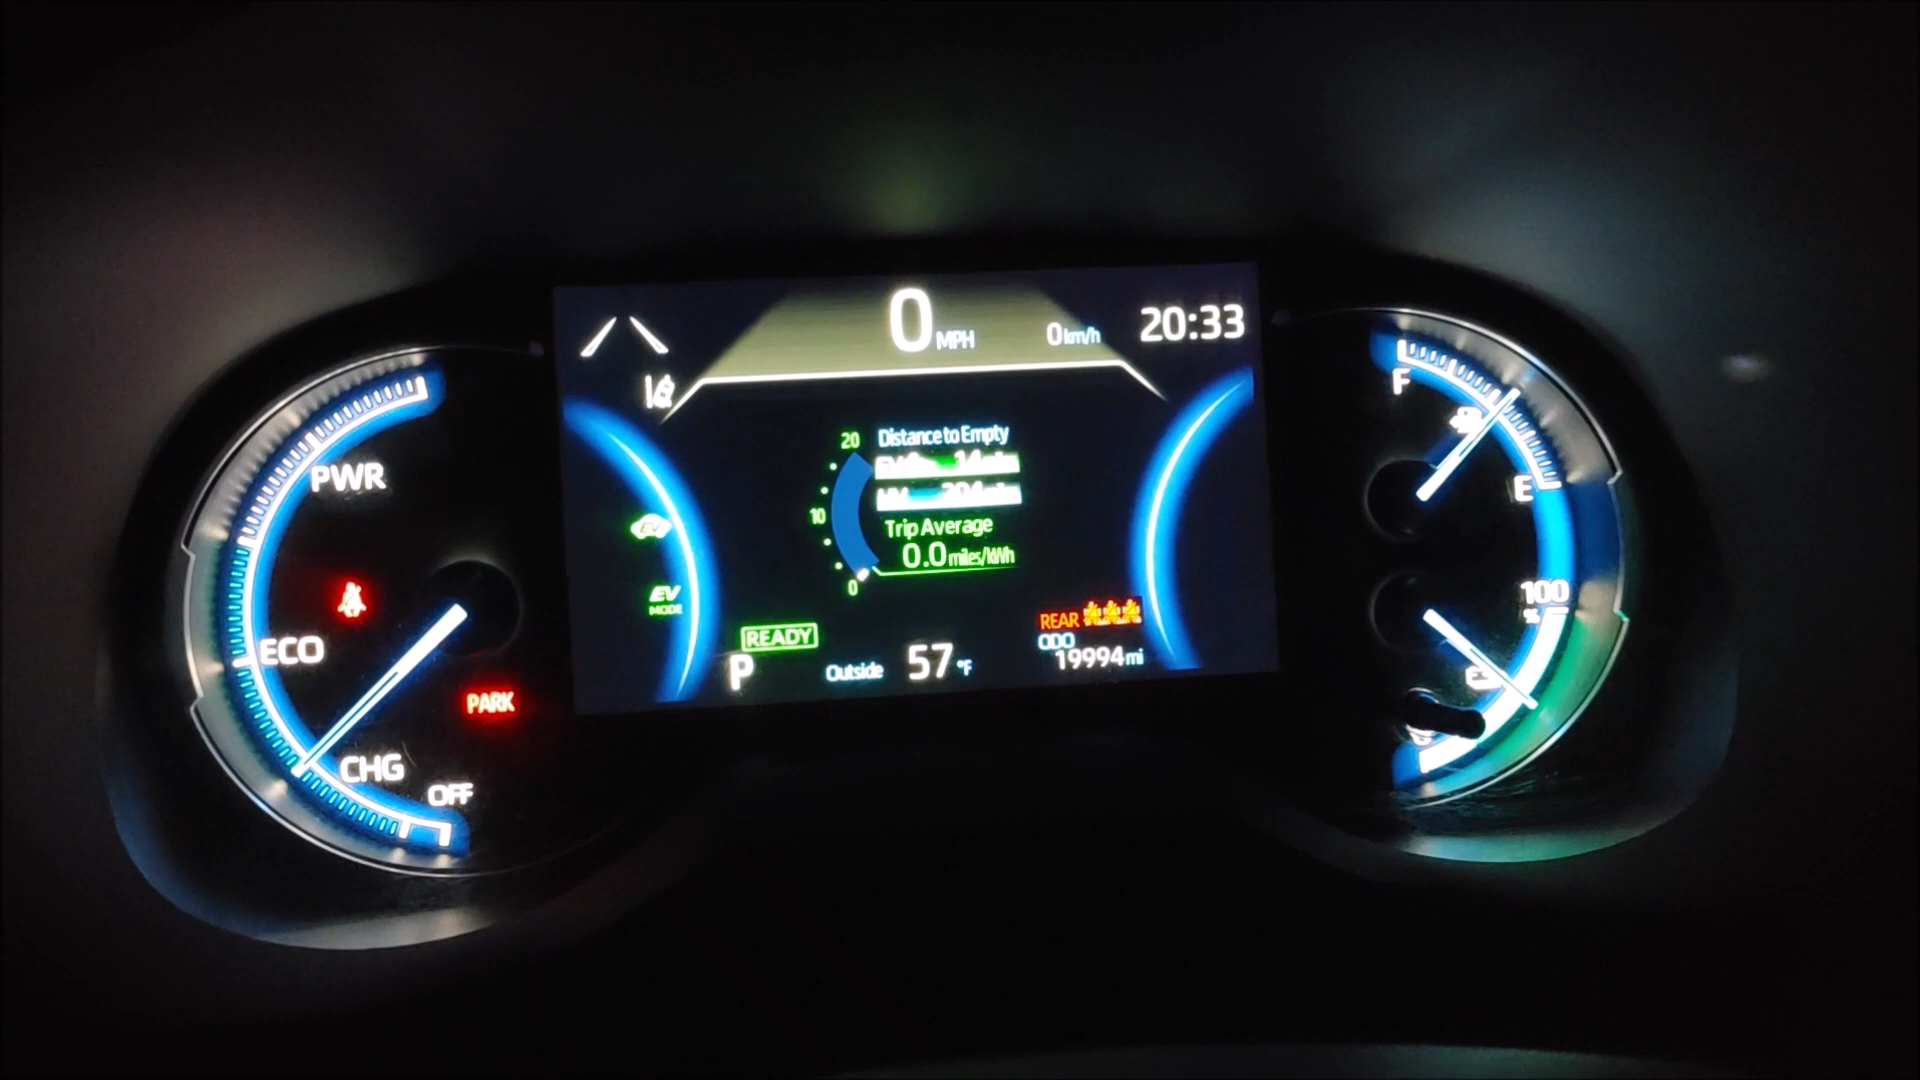 0 MPH
0 km/h
20:33
F
PWR
20
Distance to Empty
10
Trip Average
0.0 miles/kWh
0
E
EV
EV
MODE
100
%
ECO
REAR
READY
ODO
P
Outside 57 °F
19994 mi
PARK
CHG
OFF